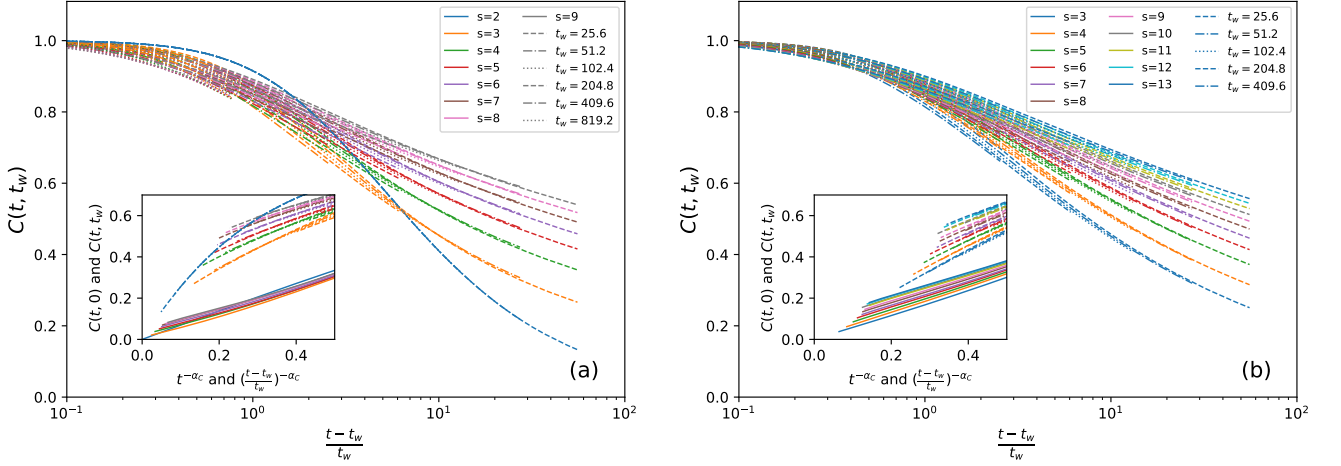 C(t, t_w)
1.0
0.8
0.6
0.4
0.2
0.0
10^{-1}
10^0
10^1
10^2
\frac{t - t_w}{t_w}
s=2
s=3
s=4
s=5
s=6
s=7
s=8
s=9
t_w = 25.6
t_w = 51.2
t_w = 102.4
t_w = 204.8
t_w = 409.6
t_w = 819.2
C(t, 0) and C(t, t_w)
0.6
0.4
0.2
0.0
0.0
0.2
0.4
t^{-α_C} and (\frac{t-t_w}{t_w})^{-α_C}
(a)
C(t, t_w)
1.0
0.8
0.6
0.4
0.2
0.0
10^{-1}
10^0
10^1
10^2
\frac{t - t_w}{t_w}
s=3
s=4
s=5
s=6
s=7
s=8
s=9
s=10
s=11
s=12
s=13
t_w = 25.6
t_w = 51.2
t_w = 102.4
t_w = 204.8
t_w = 409.6
C(t, 0) and C(t, t_w)
0.6
0.4
0.2
0.0
0.0
0.2
0.4
t^{-α_C} and (\frac{t-t_w}{t_w})^{-α_C}
(b)